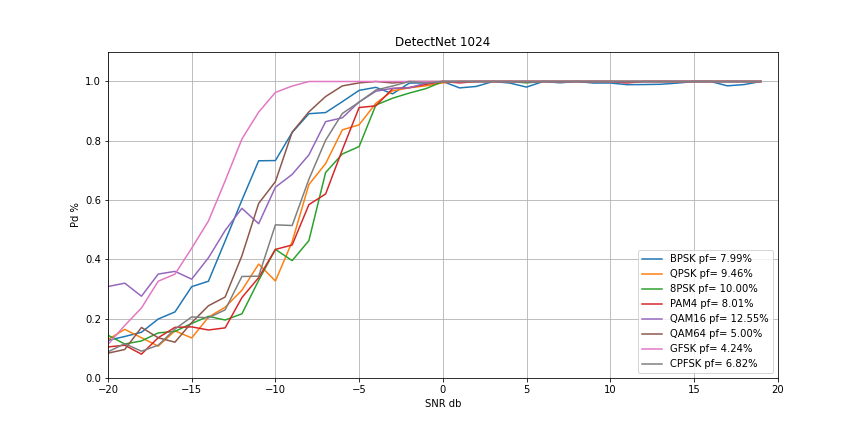 DetectNet 1024
1.0
0.8
0.6
0.4
0.2
0.0
Pd %
−20
−15
−10
−5
0
5
10
15
20
SNR db
BPSK pf= 7.99%
QPSK pf= 9.46%
8PSK pf= 10.00%
PAM4 pf= 8.01%
QAM16 pf= 12.55%
QAM64 pf= 5.00%
GFSK pf= 4.24%
CPFSK pf= 6.82%